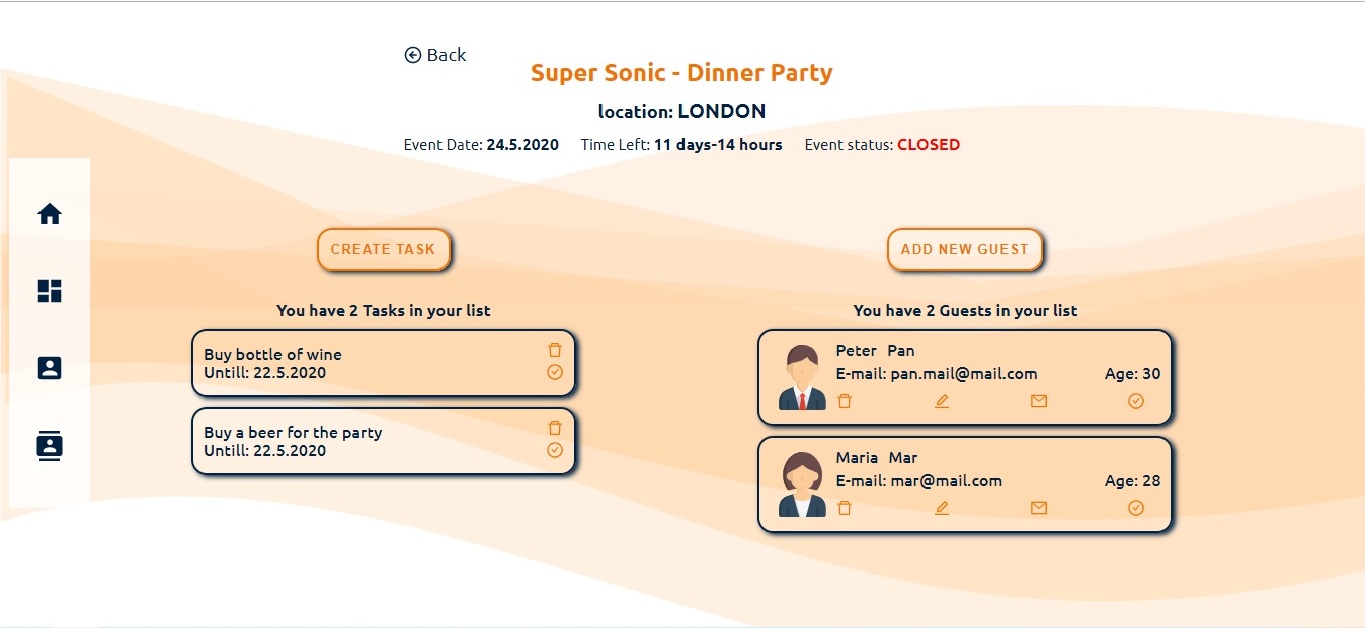 Back
Super Sonic - Dinner Party
location: LONDON
Event Date: 24.5.2020 Time Left: 11 days-14 hours Event status: CLOSED
CREATE TASK
You have 2 Tasks in your list
Buy bottle of wine
Untill: 22.5.2020
Buy a beer for the party
Untill: 22.5.2020
ADD NEW GUEST
You have 2 Guests in your list
Peter Pan
E-mail: pan.mail@mail.com Age: 30
Maria Mar
E-mail: mar@mail.com Age: 28